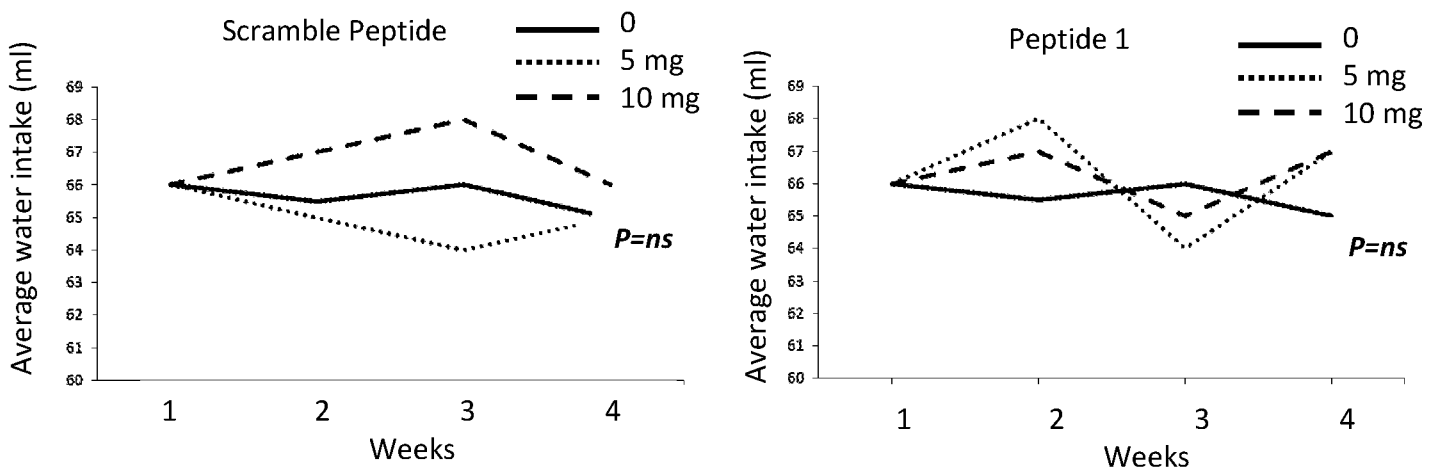 Scramble Peptide
0
5 mg
10 mg
Average water intake (ml)
69
68
67
66
65
64
63
62
61
60
P=ns
1 2 3 4
Weeks
Peptide 1
0
5 mg
10 mg
Average water intake (ml)
69
68
67
66
65
64
63
62
61
60
P=ns
1 2 3 4
Weeks